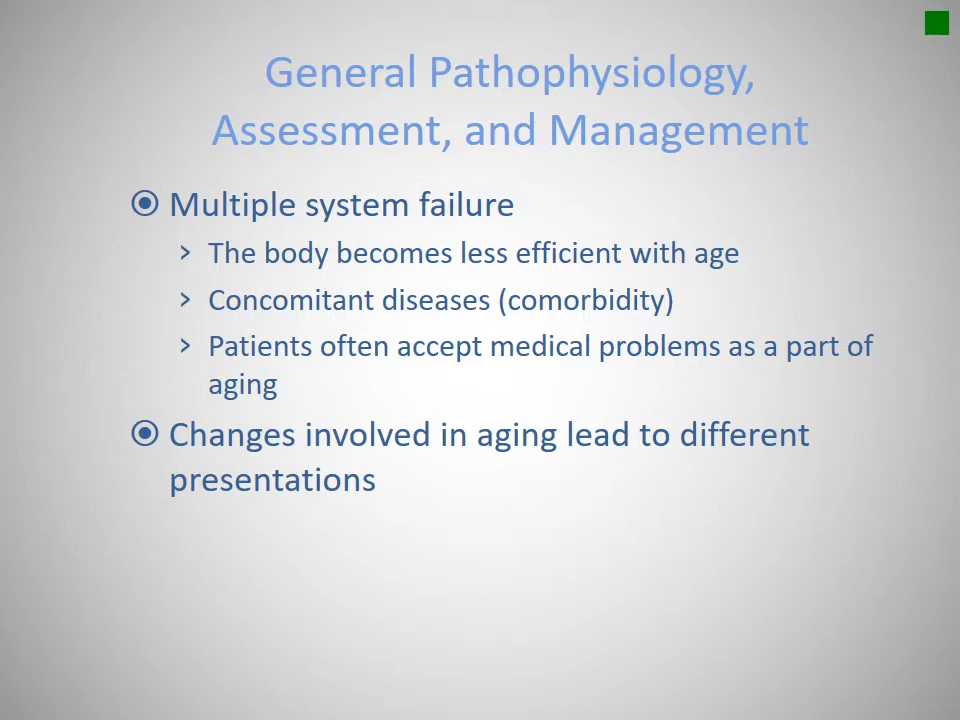 General Pathophysiology,
Assessment, and Management
Multiple system failure
The body becomes less efficient with age
Concomitant diseases (comorbidity)
Patients often accept medical problems as a part of
aging
Changes involved in aging lead to different
presentations